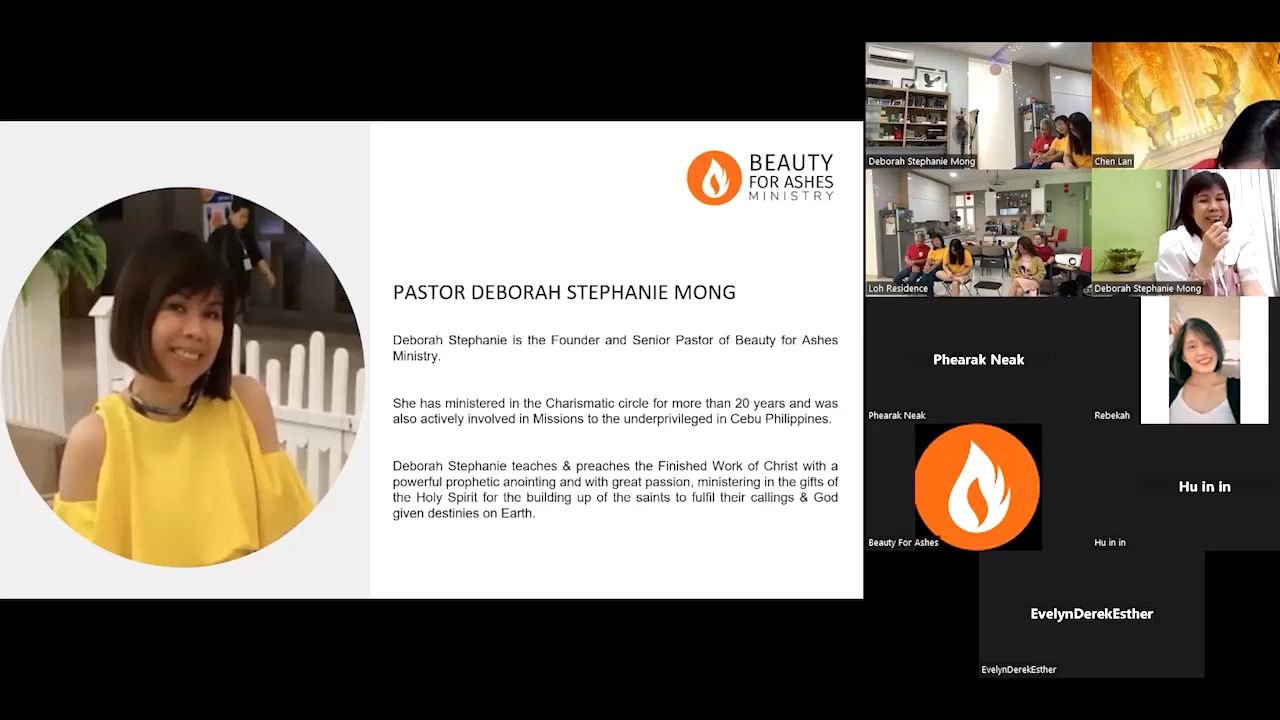 BEAUTY
FOR ASHES
MINISTRY
PASTOR DEBORAH STEPHANIE MONG
Deborah Stephanie is the Founder and Senior Pastor of Beauty for Ashes
Ministry.
She has ministered in the Charismatic circle for more than 20 years and was
also actively involved in Missions to the underprivileged in Cebu Philippines.
Deborah Stephanie teaches & preaches the Finished Work of Christ with a
powerful prophetic anointing and with great passion, ministering in the gifts of
the Holy Spirit for the building up of the saints to fulfil their callings & God
given destinies on Earth.
Deborah Stephanie Mong
Chen Lan
Loh Residence
Deborah Stephanie Mong
Phearak Neak
Phearak Neak
Rebekah
Hu in in
Beauty For Ashes
Hu in in
EvelynDerekEsther
EvelynDerekEsther